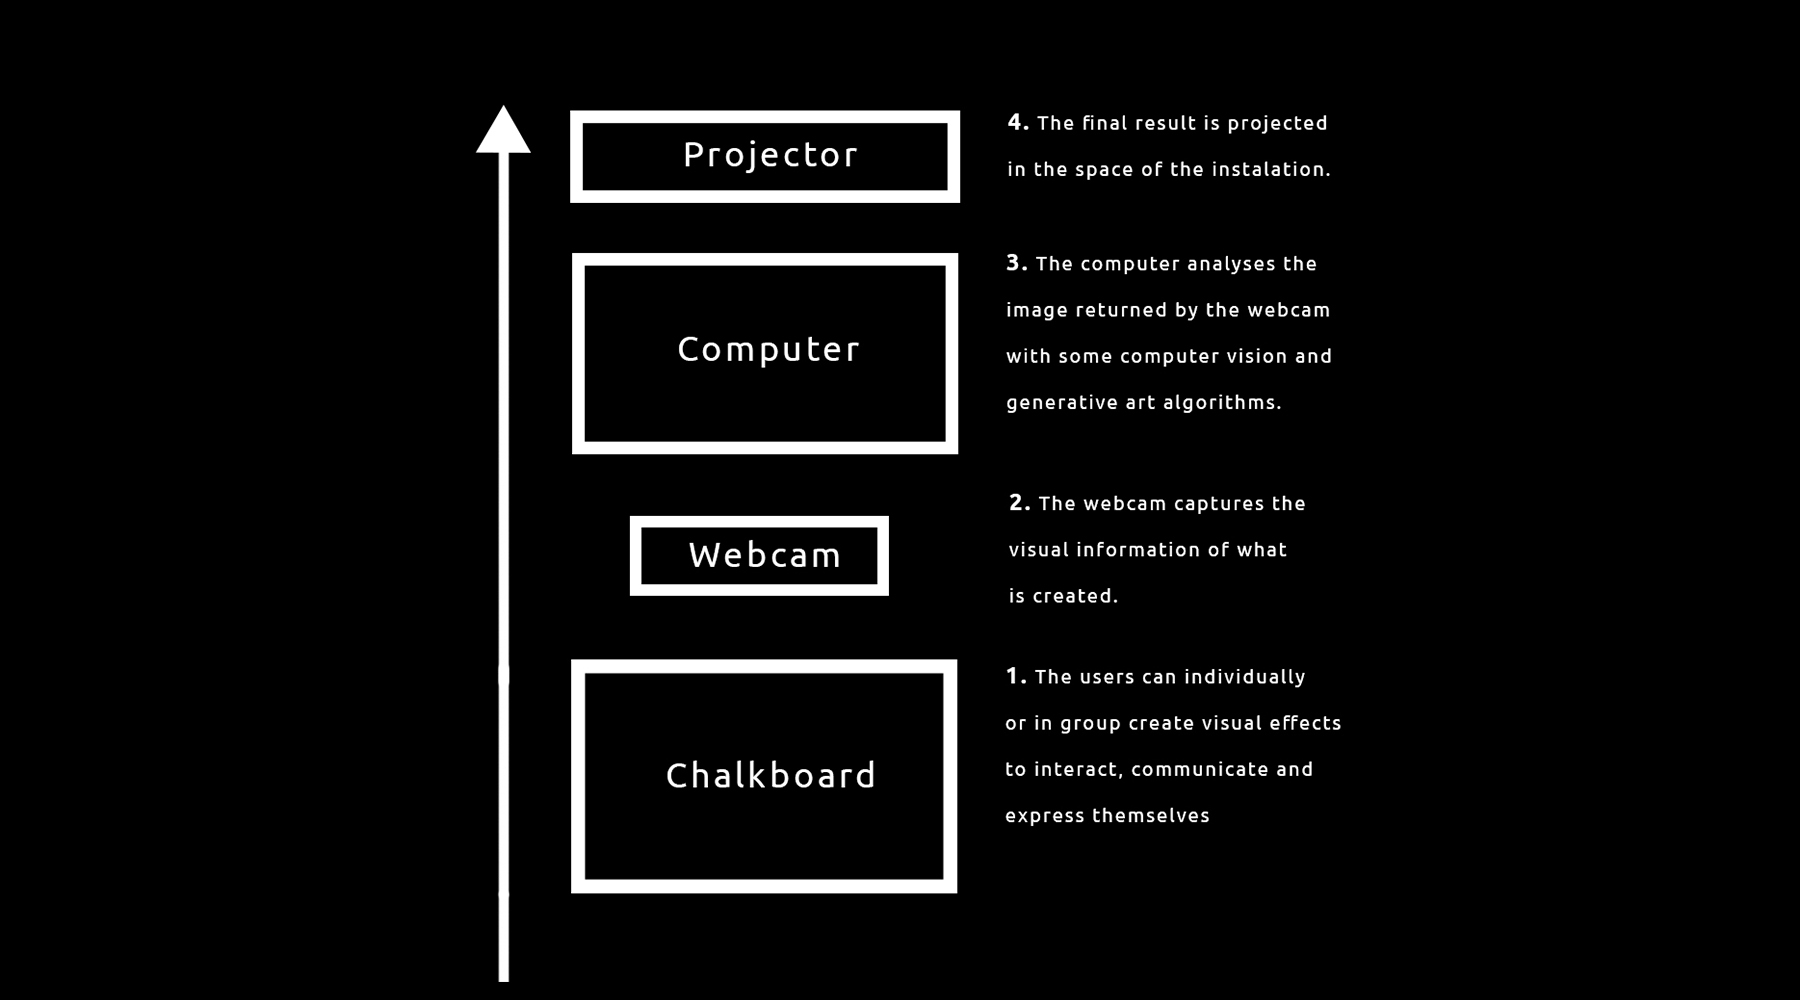 Projector
4. The final result is projected
in the space of the instalation.
Computer
3. The computer analyses the
image returned by the webcam
with some computer vision and
generative art algorithms.
Webcam
2. The webcam captures the
visual information of what
is created.
Chalkboard
1. The users can individually
or in group create visual effects
to interact, communicate and
express themselves